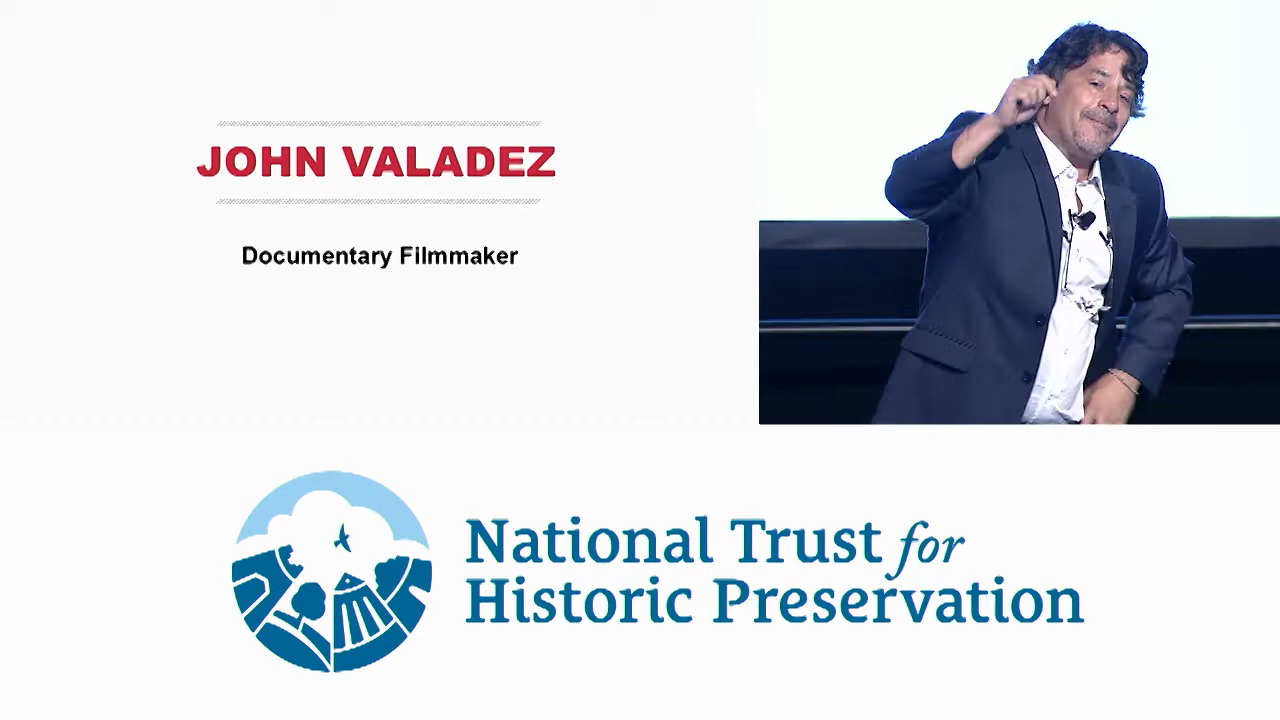 JOHN VALADEZ
Documentary Filmmaker
National Trust for
Historic Preservation